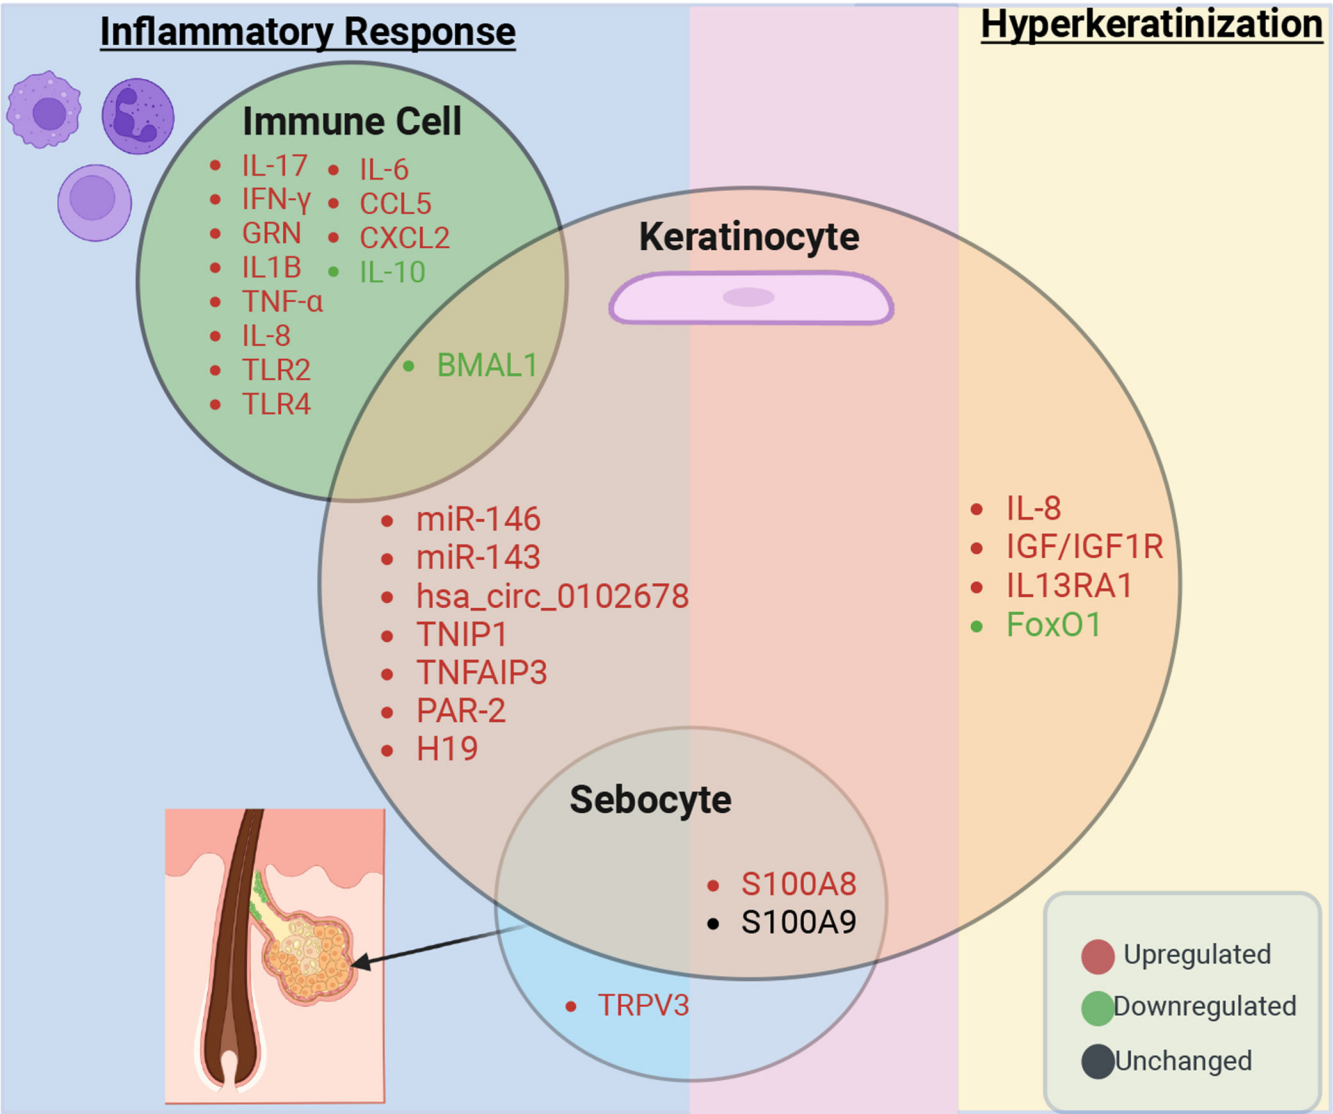 Inflammatory Response
Hyperkeratinization
Immune Cell
IL-17
IFN-γ
GRN
IL1B
TNF-α
IL-8
TLR2
TLR4
IL-6
CCL5
CXCL2
IL-10
BMAL1
Keratinocyte
miR-146
miR-143
hsa_circ_0102678
TNIP1
TNFAIP3
PAR-2
H19
IL-8
IGF/IGF1R
IL13RA1
FoxO1
Sebocyte
S100A8
S100A9
TRPV3
Upregulated
Downregulated
Unchanged